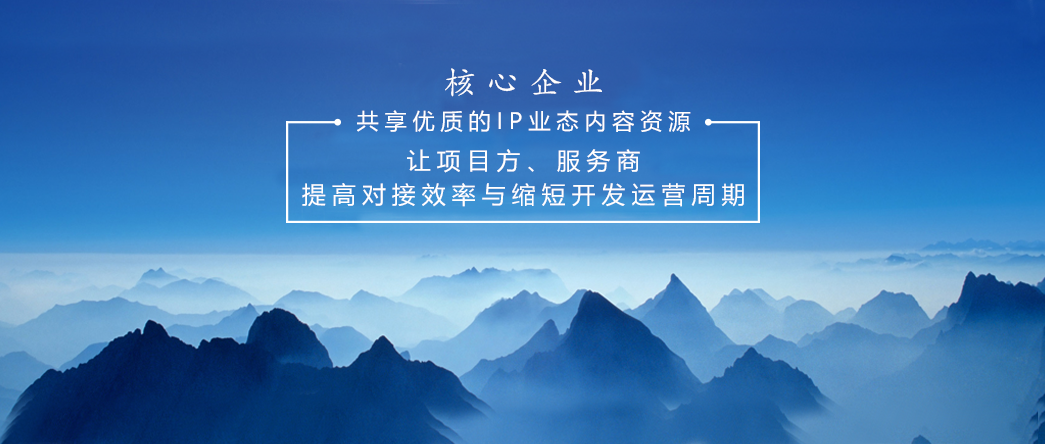 核心企业
共享优质的IP业态内容资源
让项目方、服务商
提高对接效率与缩短开发运营周期